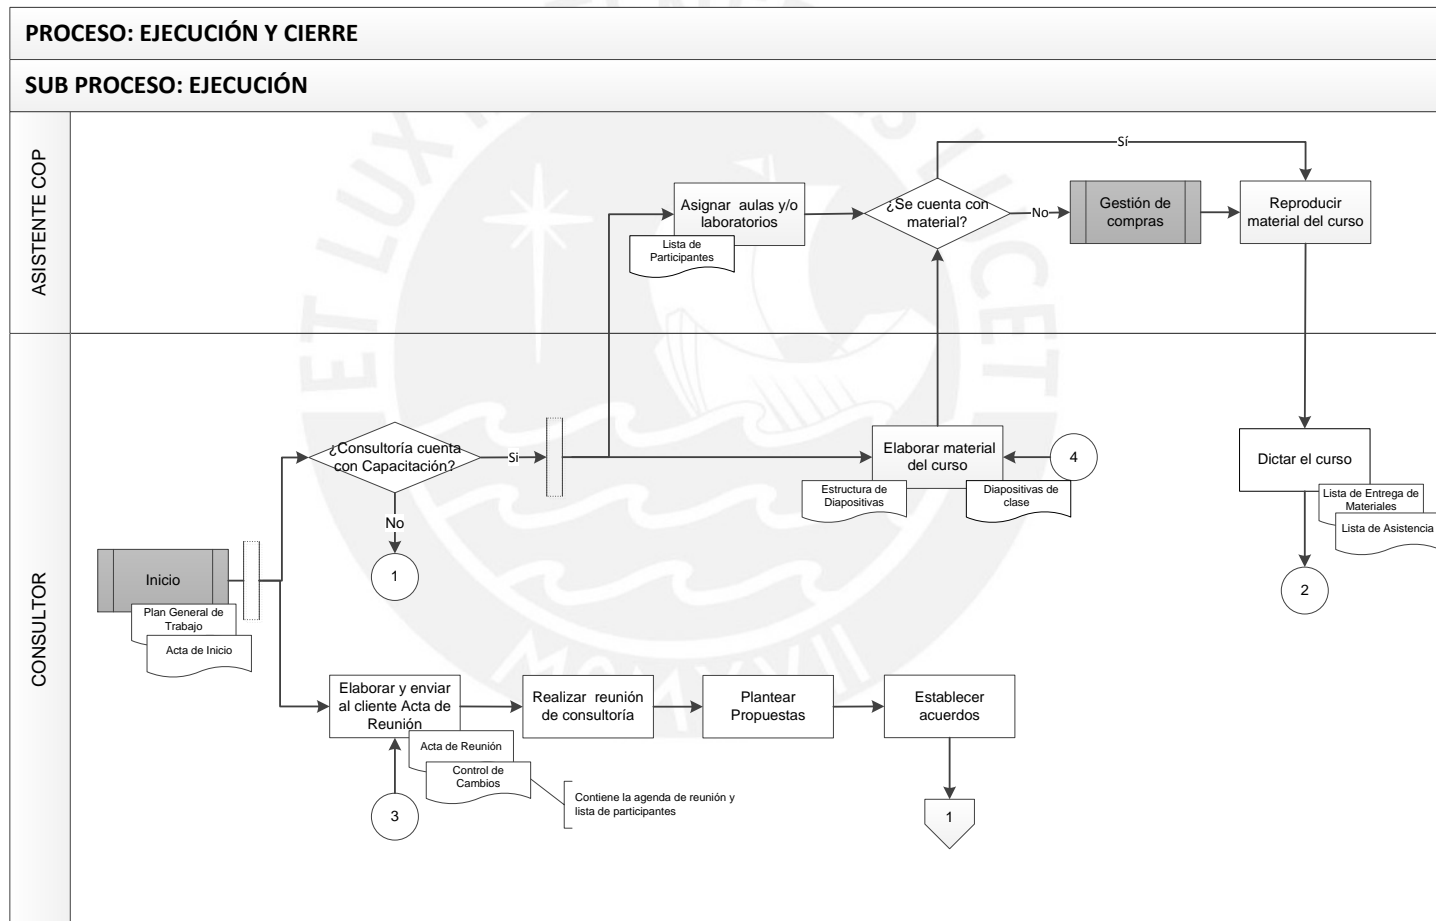 PROCESO: EJECUCIÓN Y CIERRE
SUB PROCESO: EJECUCIÓN
ASISTENTE COP
Asignar aulas y/o
laboratorios
Lista de
Participantes
¿Se cuenta con
material?
Sí
No
Gestión de
compras
Reproducir
material del curso
CONSULTOR
¿Consultoría cuenta
con Capacitación?
Si
No
1
Elaborar material
del curso
Estructura de
Diapositivas
Diapositivas de
clase
4
Dictar el curso
Lista de Entrega de
Materiales
Lista de Asistencia
2
Inicio
Plan General de
Trabajo
Acta de Inicio
Elaborar y enviar
al cliente Acta de
Reunión
Acta de Reunión
Control de
Cambios
Contiene la agenda de reunión y
lista de participantes
3
Realizar reunión
de consultoría
Plantear
Propuestas
Establecer
acuerdos
1